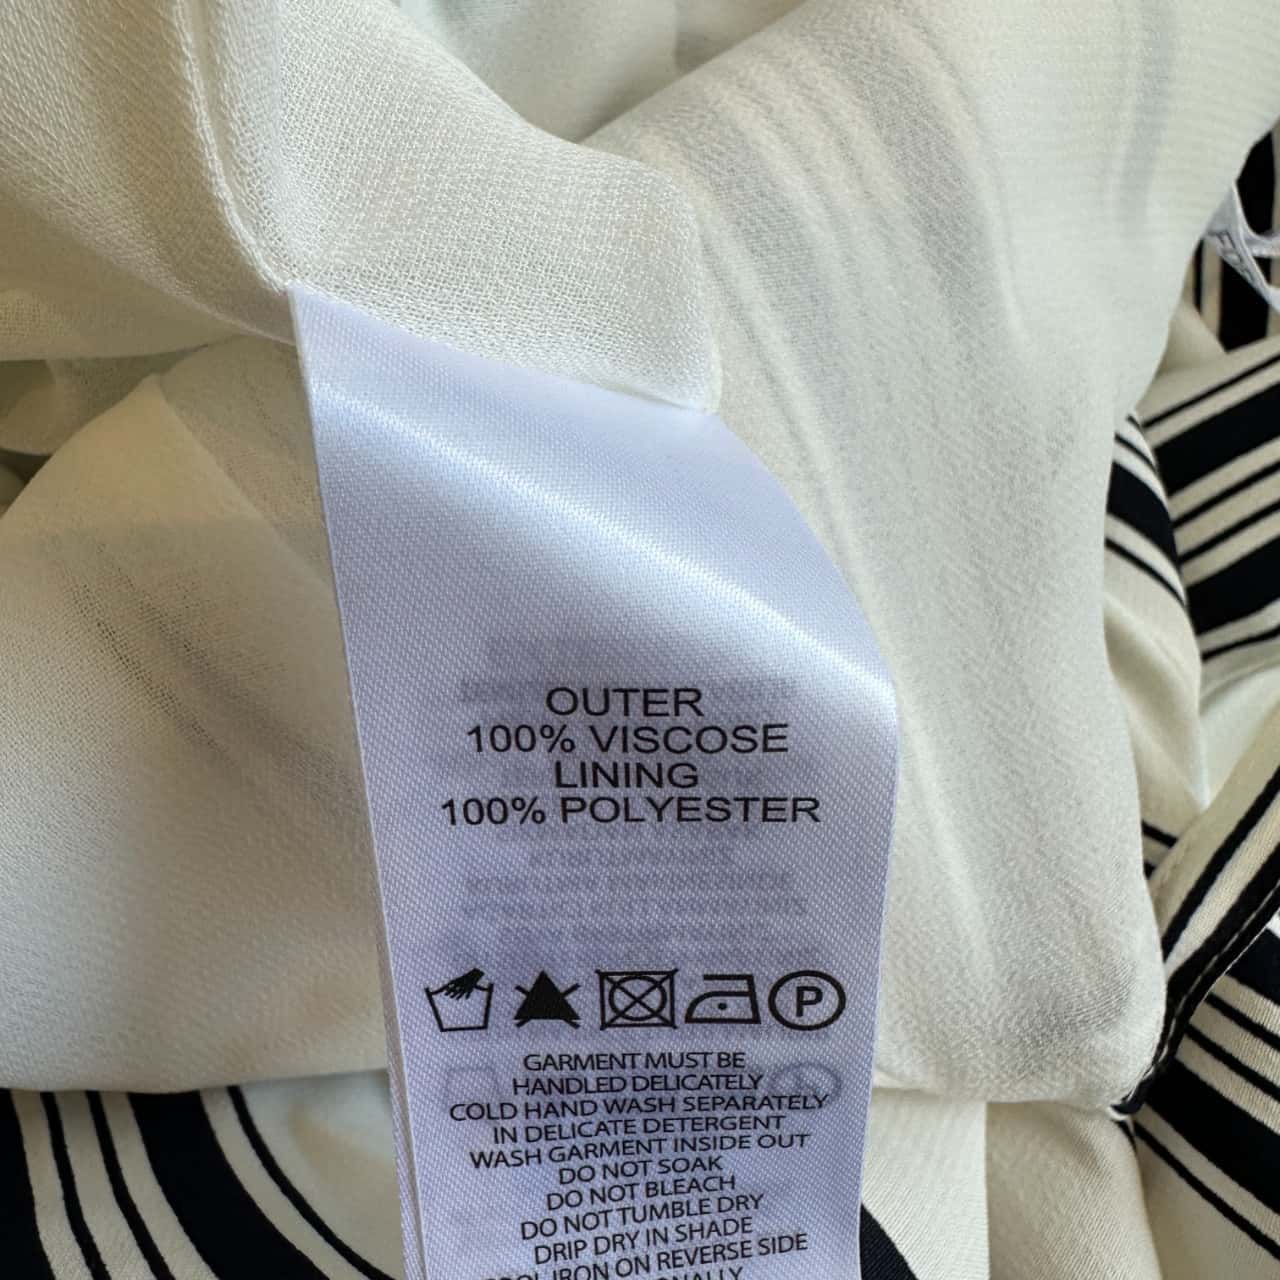 OUTER
100% VISCOSE
LINING
100% POLYESTER
P
GARMENT MUST BE
HANDLED DELICATELY
COLD HAND WASH SEPARATELY
IN DELICATE DETERGENT
WASH GARMENT INSIDE OUT
DO NOT SOAK
DO NOT BLEACH
DO NOT TUMBLE DRY
DRIP DRY IN SHADE
IRON ON REVERSE SIDE